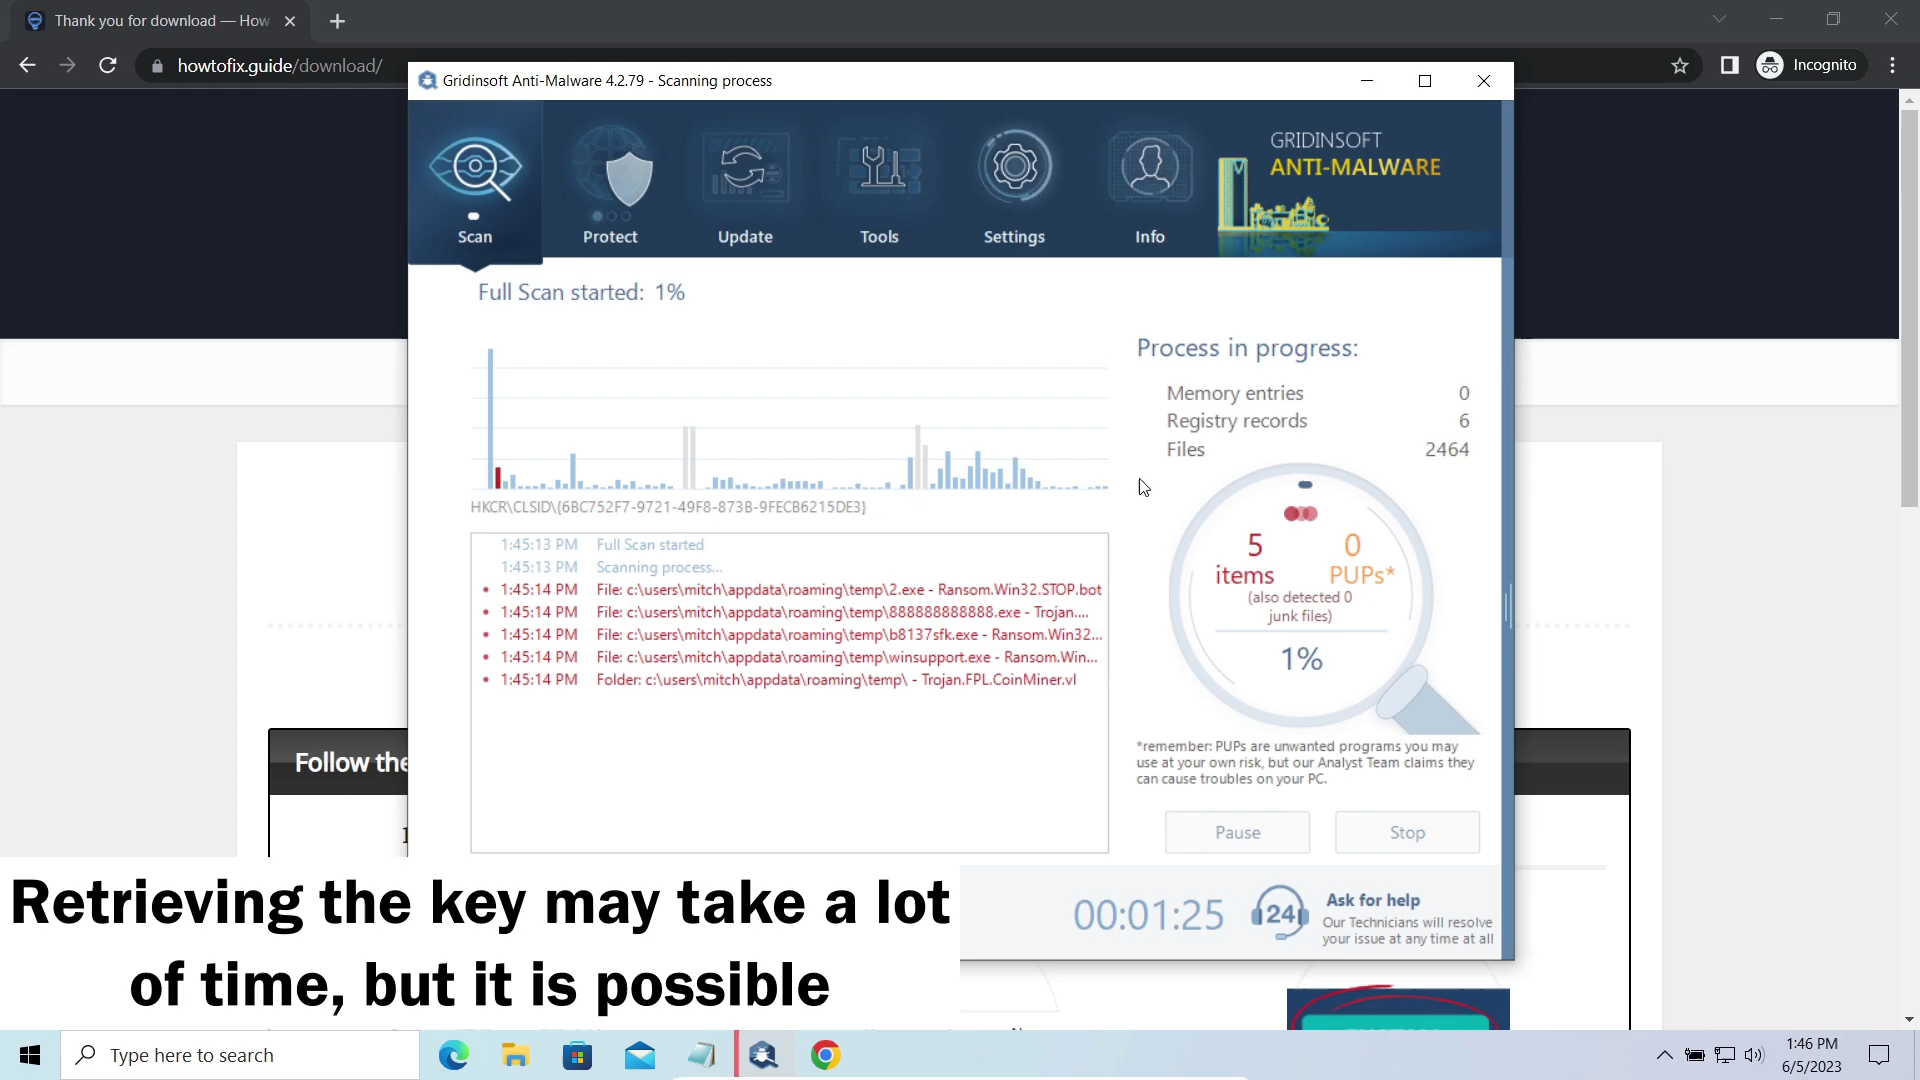 Thank you for download — How
howtofix.guide/download/
Incognito
Gridinsoft Anti-Malware 4.2.79 - Scanning process
Scan
Protect
Update
Tools
Settings
Info
GRIDINSOFT
ANTI-MALWARE
Full Scan started: 1%
Process in progress:
Memory entries 0
Registry records 6
Files 2464
HKCR\CLSID\{6BC752F7-9721-49F8-873B-9FECB6215DE3}
1:45:13 PM Full Scan started
1:45:13 PM Scanning process...
• 1:45:14 PM File: c:\users\mitch\appdata\roaming\temp\2.exe - Ransom.Win32.STOP.bot
• 1:45:14 PM File: c:\users\mitch\appdata\roaming\temp\888888888888.exe - Trojan....
• 1:45:14 PM File: c:\users\mitch\appdata\roaming\temp\b8137sfk.exe - Ransom.Win32...
• 1:45:14 PM File: c:\users\mitch\appdata\roaming\temp\winsupport.exe - Ransom.Win...
• 1:45:14 PM Folder: c:\users\mitch\appdata\roaming\temp\ - Trojan.FPL.CoinMiner.vl
5 0
items PUPs*
(also detected 0
junk files)
1%
*remember: PUPs are unwanted programs you may
use at your own risk, but our Analyst Team claims they
can cause troubles on your PC.
Pause
Stop
00:01:25
24
Ask for help
Our Technicians will resolve
your issue at any time at all
Follow the
1
Retrieving the key may take a lot
of time, but it is possible
Type here to search
1:46 PM
6/5/2023